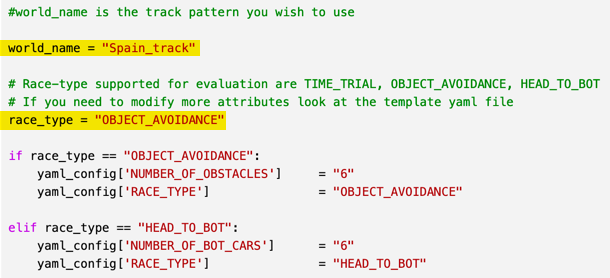 #world_name is the track pattern you wish to use
world_name = "Spain_track"
# Race-type supported for evaluation are TIME_TRIAL, OBJECT_AVOIDANCE, HEAD_TO_BOT
# If you need to modify more attributes look at the template yaml file
race_type = "OBJECT_AVOIDANCE"
if race_type == "OBJECT_AVOIDANCE":
    yaml_config['NUMBER_OF_OBSTACLES']     = "6"
    yaml_config['RACE_TYPE']               = "OBJECT_AVOIDANCE"
elif race_type == "HEAD_TO_BOT":
    yaml_config['NUMBER_OF_BOT_CARS']      = "6"
    yaml_config['RACE_TYPE']               = "HEAD_TO_BOT"